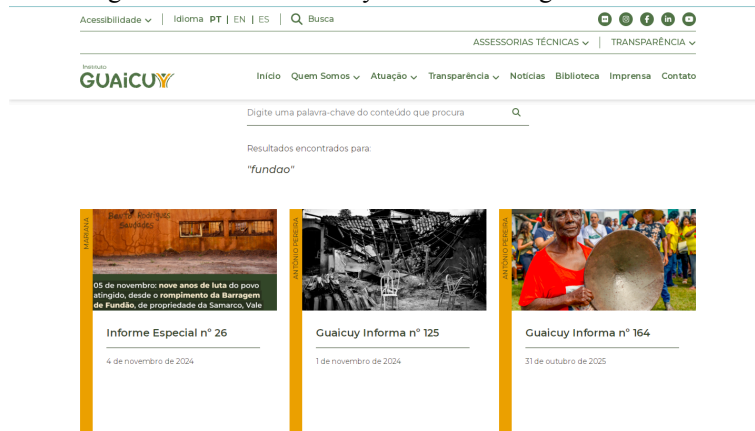 Acessibilidade
Idioma PT | EN | ES
Busca
ASSESSORIAS TÉCNICAS | TRANSPARÊNCIA
Instituto
GUAiCUY
Início Quem Somos Atuação Transparência Notícias Biblioteca Imprensa Contato
Digite uma palavra-chave do conteúdo que procura
Resultados encontrados para:
"fundao"
MARIANA
Bento Rodrigues
Saudades
05 de novembro: nove anos de luta do povo
atingido, desde o rompimento da Barragem
de Fundão, de propriedade da Samarco, Vale
Informe Especial nº 26
4 de novembro de 2024
ANTÔNIO PEREIRA
Guaicuy Informa nº 125
1 de novembro de 2024
ANTÔNIO PEREIRA
Guaicuy Informa nº 164
31 de outubro de 2025